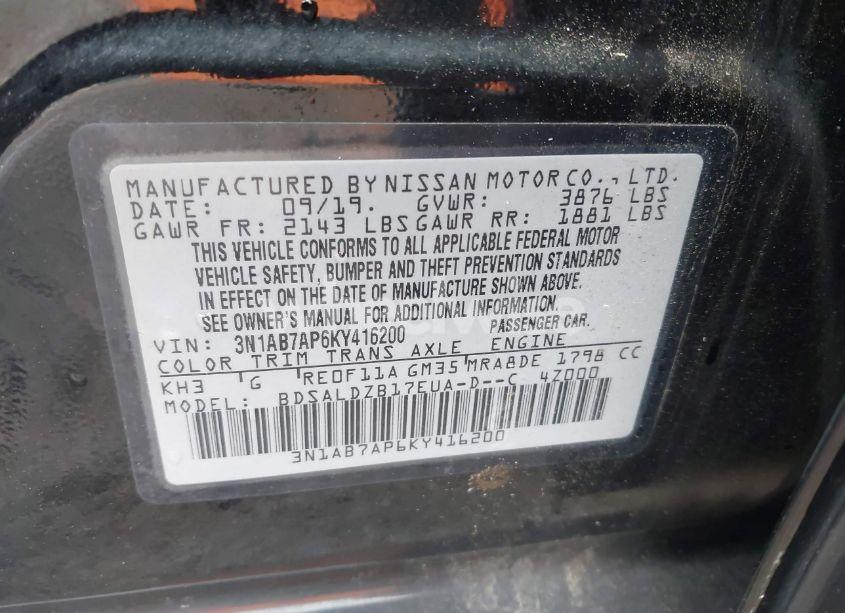 MANUFACTURED BY NISSAN MOTOR CO., LTD.
DATE: 09/19. GVWR: 3876 LBS
GAWR FR: 2143 LBS GAWR RR: 1881 LBS
THIS VEHICLE CONFORMS TO ALL APPLICABLE FEDERAL MOTOR
VEHICLE SAFETY, BUMPER AND THEFT PREVENTION STANDARDS
IN EFFECT ON THE DATE OF MANUFACTURE SHOWN ABOVE.
SEE OWNER'S MANUAL FOR ADDITIONAL INFORMATION.
VIN: 3N1AB7AP6KY416200 PASSENGER CAR.
COLOR TRIM TRANS AXLE ENGINE
KH3 G RE0F11A GM35 MRA8DE 1798 CC
MODEL: BDSALDZB17EUA-D--C 4Z000
3N1AB7AP6KY416200